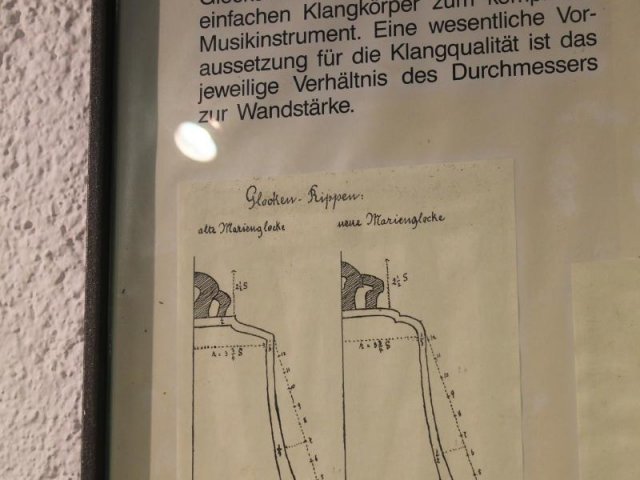 einfachen Klangkörper zum
Musikinstrument. Eine wesentliche Vor-
aussetzung für die Klangqualität ist das
jeweilige Verhältnis des Durchmessers
zur Wandstärke.
Glocken-Rippen:
alte Marienglocke
neue Marienglocke